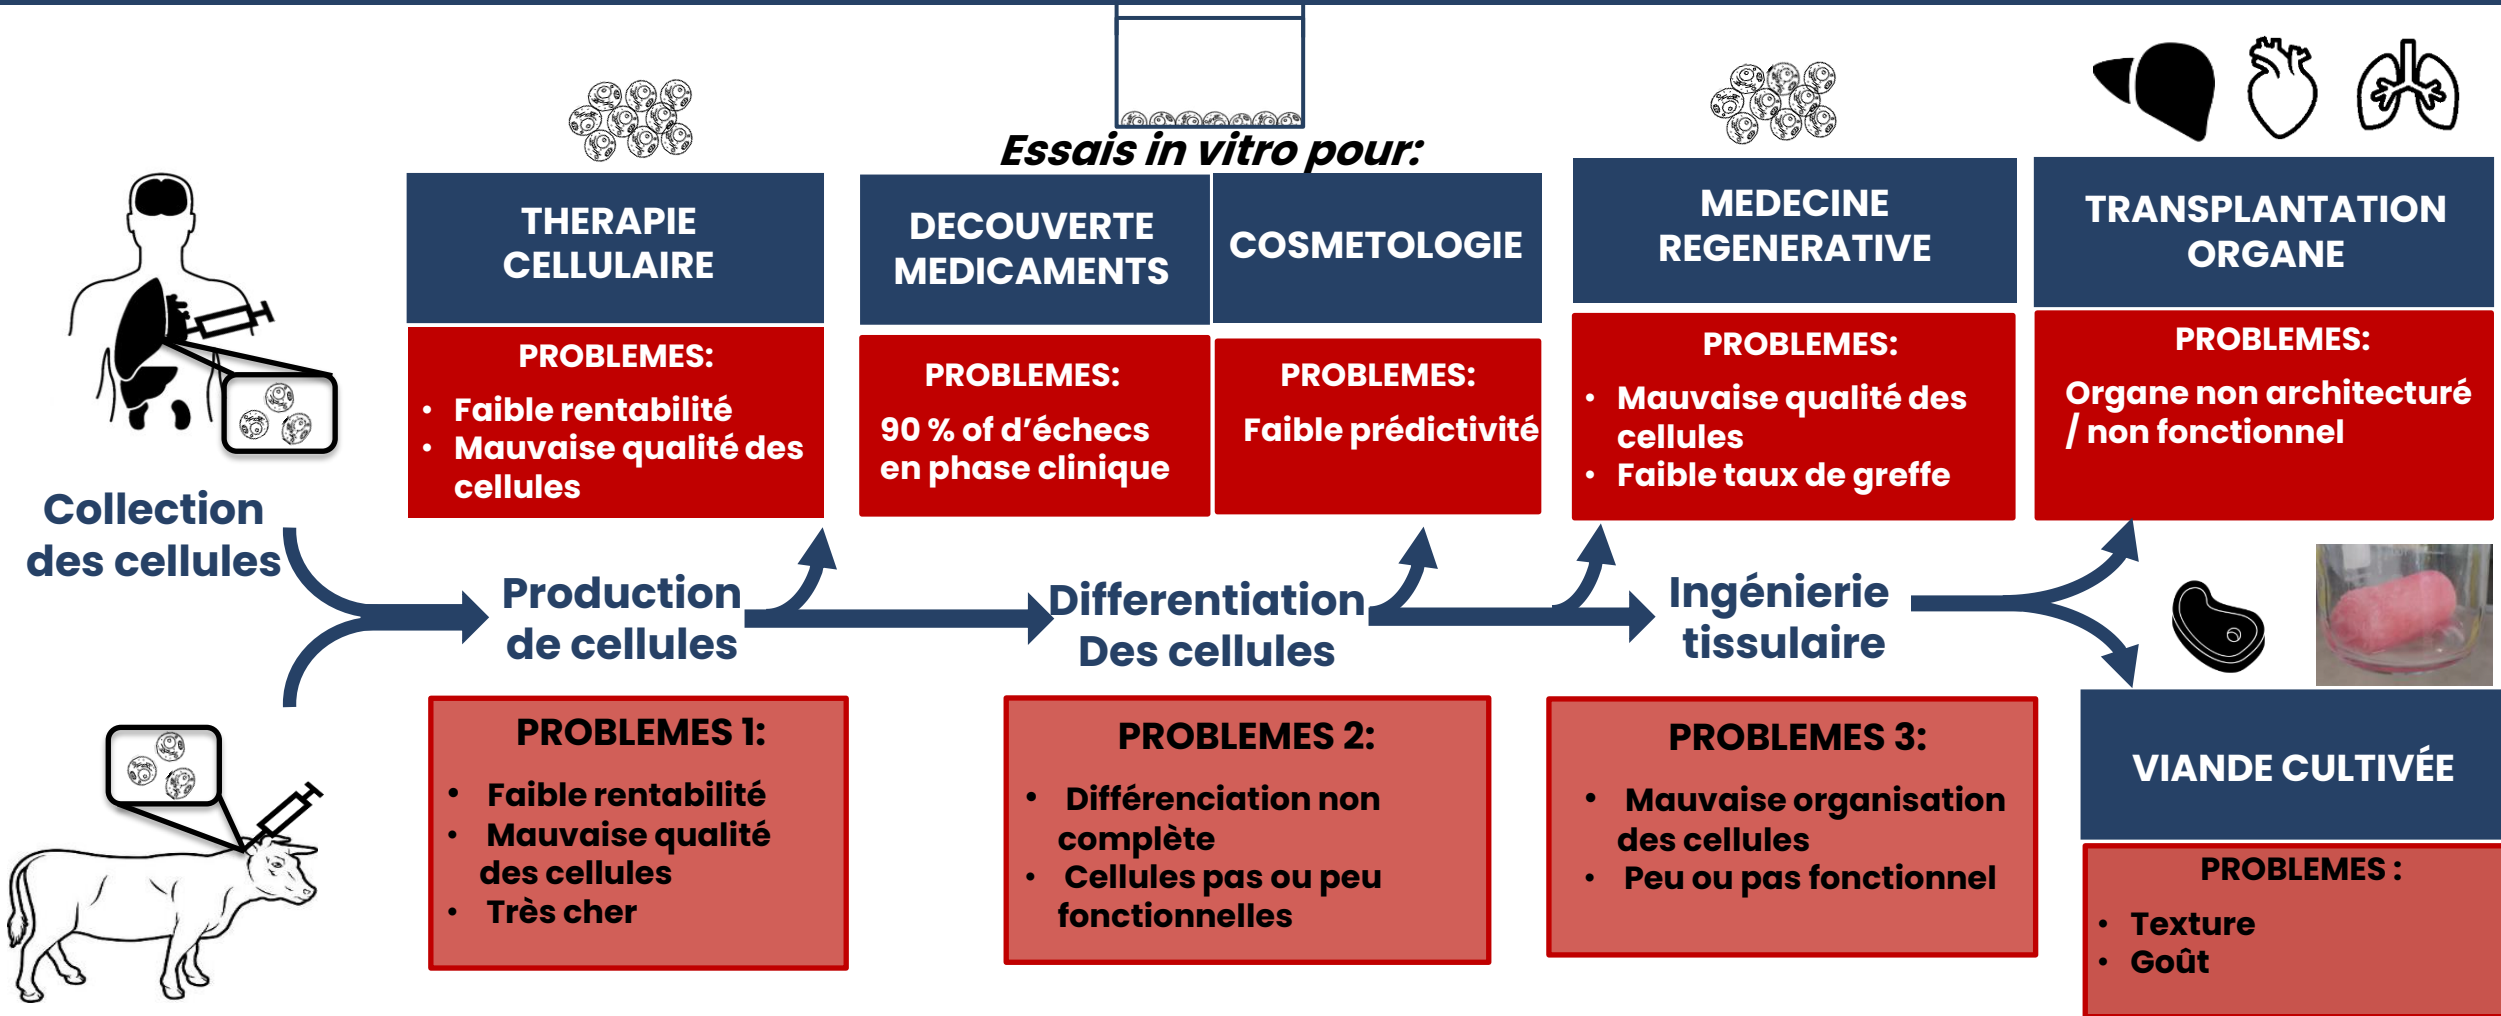 Essais in vitro pour:
THERAPIE
CELLULAIRE
PROBLEMES:
• Faible rentabilité
• Mauvaise qualité des
cellules
DECOUVERTE
MEDICAMENTS
PROBLEMES:
90 % of d’échecs
en phase clinique
COSMETOLOGIE
PROBLEMES:
Faible prédictivité
MEDECINE
REGENERATIVE
PROBLEMES:
• Mauvaise qualité des
cellules
• Faible taux de greffe
TRANSPLANTATION
ORGANE
PROBLEMES:
Organe non architecturé
/ non fonctionnel
Collection
des cellules
Production
de cellules
Differentiation
Des cellules
Ingénierie
tissulaire
PROBLEMES 1:
• Faible rentabilité
• Mauvaise qualité
des cellules
• Très cher
PROBLEMES 2:
• Différenciation non
complète
• Cellules pas ou peu
fonctionnelles
PROBLEMES 3:
• Mauvaise organisation
des cellules
• Peu ou pas fonctionnel
VIANDE CULTIVÉE
PROBLEMES :
• Texture
• Goût